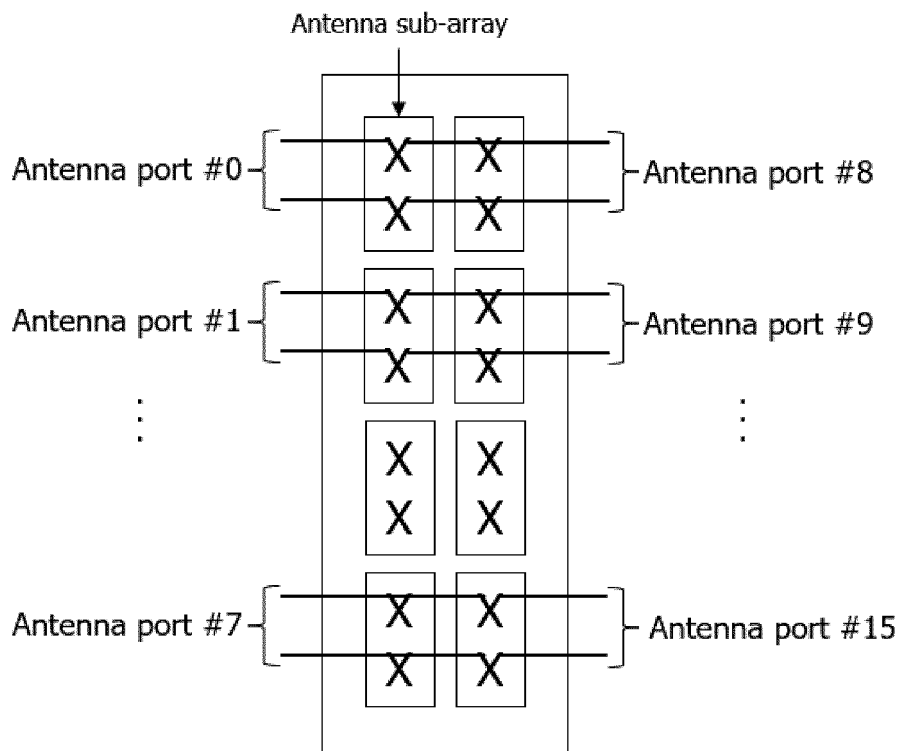 Antenna sub-array
Antenna port #0
Antenna port #8
Antenna port #1
Antenna port #9
Antenna port #7
Antenna port #15